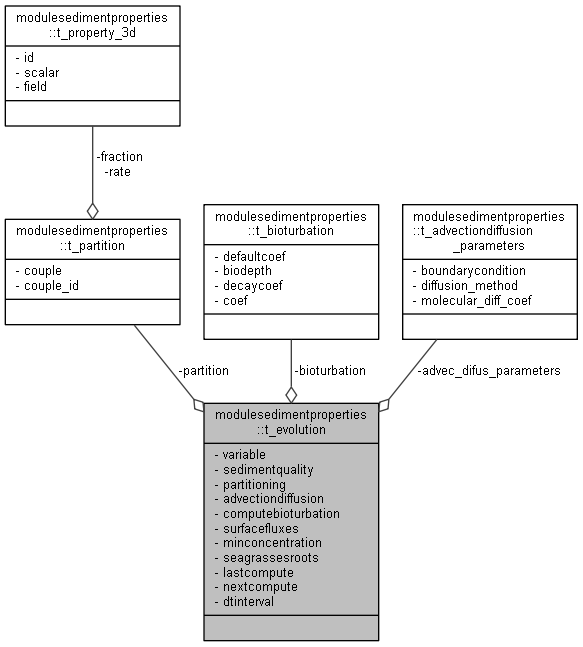 modulesedimentproperties
::t_property_3d
- id
- scalar
- field
-fraction
-rate
modulesedimentproperties
::t_partition
- couple
- couple_id
modulesedimentproperties
::t_bioturbation
- defaultcoef
- biodepth
- decaycoef
- coef
modulesedimentproperties
::t_advectiondiffusion
_parameters
- boundarycondition
- diffusion_method
- molecular_diff_coef
-partition
-bioturbation
-advec_difus_parameters
modulesedimentproperties
::t_evolution
- variable
- sedimentquality
- partitioning
- advectiondiffusion
- computebioturbation
- surfacefluxes
- minconcentration
- seagrassesroots
- lastcompute
- nextcompute
- dtinterval